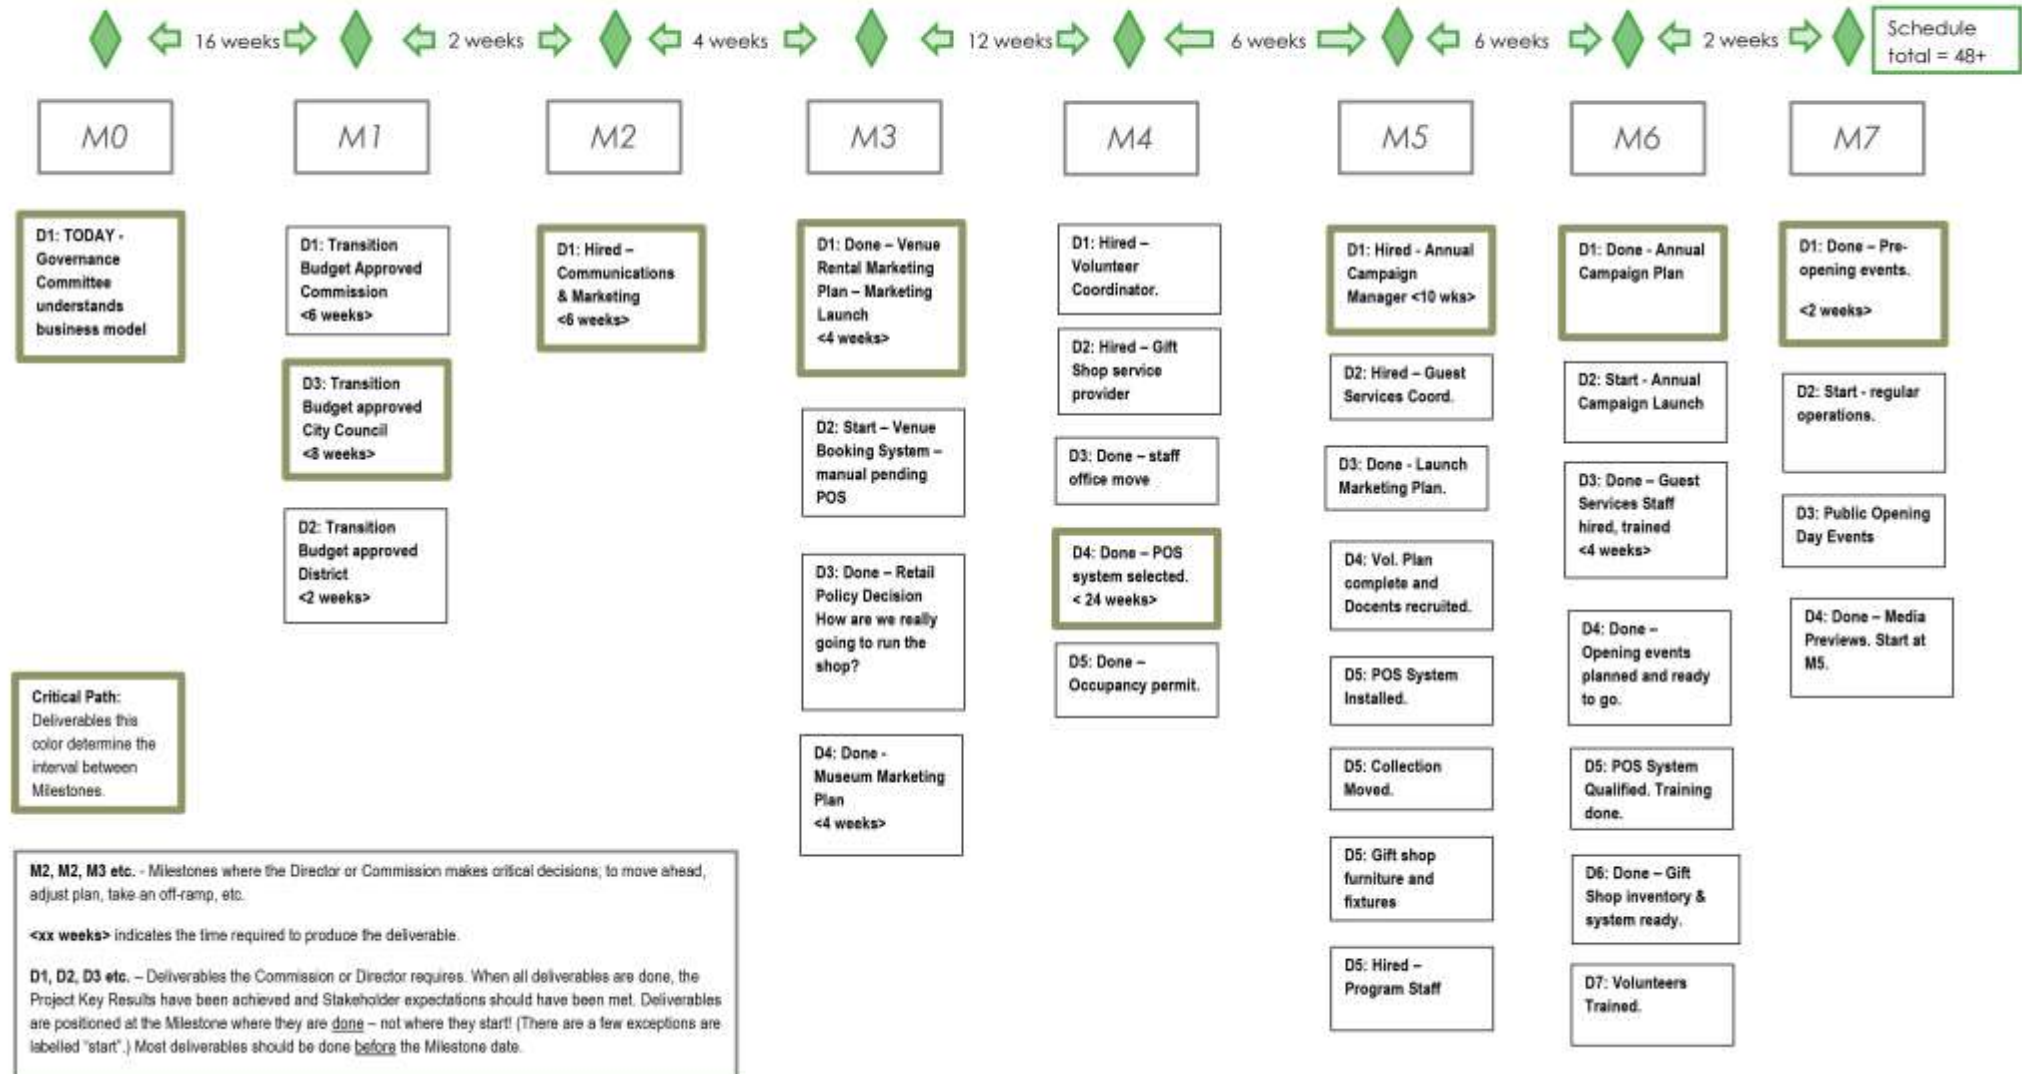 16 weeks
2 weeks
4 weeks
12 weeks
6 weeks
6 weeks
2 weeks
Schedule
total = 48+
M0
M1
M2
M3
M4
M5
M6
M7
D1: TODAY -
Governance
Committee
understands
business model
Critical Path:
Deliverables this
color determine the
interval between
Milestones.
D1: Transition
Budget Approved
Commission
<6 weeks>
D3: Transition
Budget approved
City Council
<8 weeks>
D2: Transition
Budget approved
District
<2 weeks>
D1: Hired –
Communications
& Marketing
<6 weeks>
D1: Done – Venue
Rental Marketing
Plan – Marketing
Launch
<4 weeks>
D2: Start – Venue
Booking System –
manual pending
POS
D3: Done – Retail
Policy Decision
How are we really
going to run the
shop?
D4: Done -
Museum Marketing
Plan
<4 weeks>
D1: Hired –
Volunteer
Coordinator.
D2: Hired – Gift
Shop service
provider
D3: Done – staff
office move
D4: Done – POS
system selected.
< 24 weeks>
D5: Done –
Occupancy permit.
D1: Hired - Annual
Campaign
Manager <10 wks>
D2: Hired – Guest
Services Coord.
D3: Done - Launch
Marketing Plan.
D4: Vol. Plan
complete and
Docents recruited.
D5: POS System
Installed.
D5: Collection
Moved.
D5: Gift shop
furniture and
fixtures
D5: Hired –
Program Staff
D1: Done - Annual
Campaign Plan
D2: Start - Annual
Campaign Launch
D3: Done – Guest
Services Staff
hired, trained
<4 weeks>
D4: Done –
Opening events
planned and ready
to go.
D5: POS System
Qualified. Training
done.
D6: Done – Gift
Shop inventory &
system ready.
D7: Volunteers
Trained.
D1: Done – Pre-
opening events.
<2 weeks>
D2: Start - regular
operations.
D3: Public Opening
Day Events
D4: Done – Media
Previews. Start at
M5.
M2, M2, M3 etc. - Milestones where the Director or Commission makes critical decisions; to move ahead,
adjust plan, take an off-ramp, etc.
<xx weeks> indicates the time required to produce the deliverable.
D1, D2, D3 etc. – Deliverables the Commission or Director requires. When all deliverables are done, the
Project Key Results have been achieved and Stakeholder expectations should have been met. Deliverables
are positioned at the Milestone where they are done – not where they start! (There are a few exceptions are
labelled "start".) Most deliverables should be done before the Milestone date.